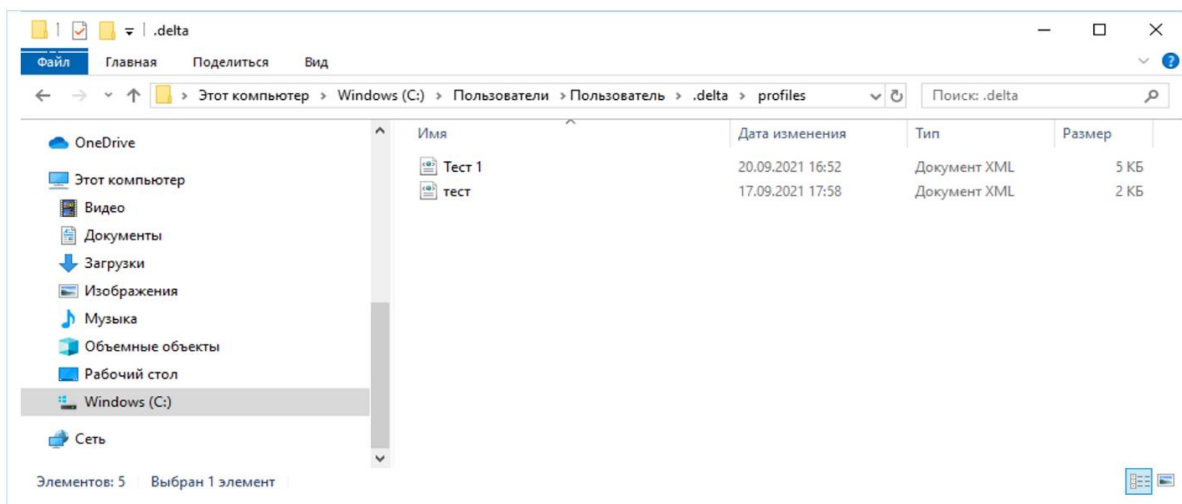 .delta
Файл Главная Поделиться Вид
Этот компьютер › Windows (C:) › Пользователи › Пользователь › .delta › profiles Поиск: .delta
Имя Дата изменения Тип Размер
OneDrive
Тест 1 20.09.2021 16:52 Документ XML 5 КБ
Этот компьютер
тест 17.09.2021 17:58 Документ XML 2 КБ
Видео
Документы
Загрузки
Изображения
Музыка
Объемные объекты
Рабочий стол
Windows (C:)
Сеть
Элементов: 5 Выбран 1 элемент